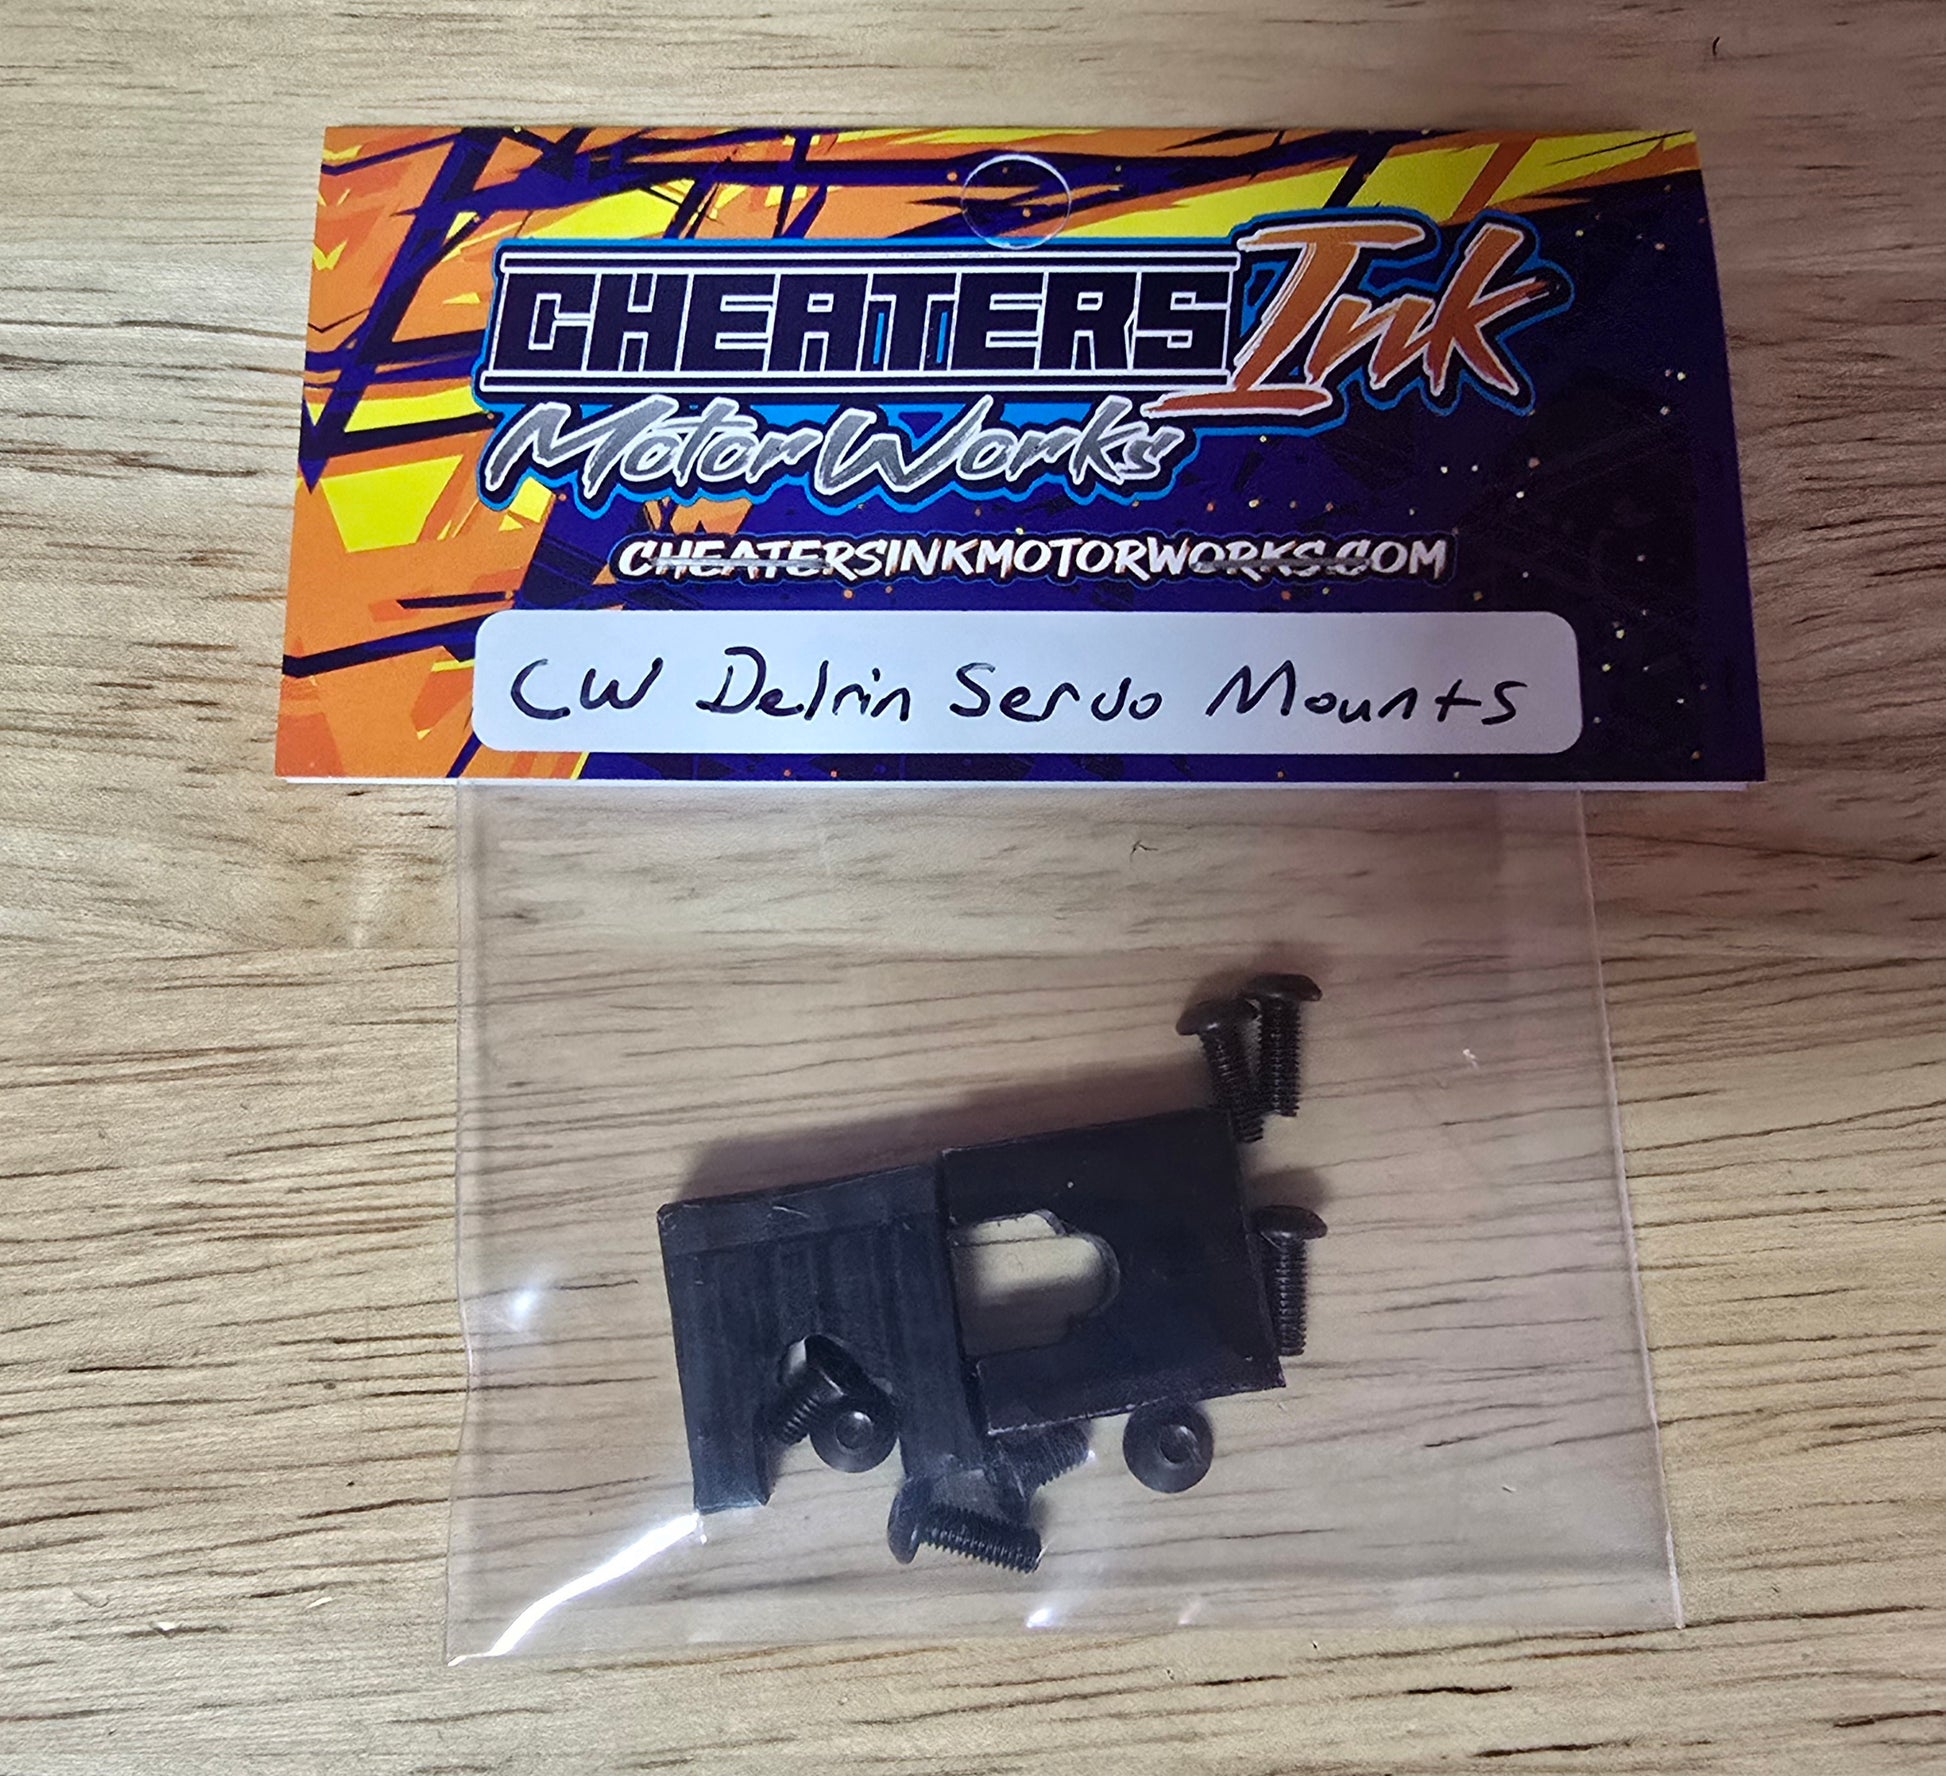 CHEATERS Ink
MotorWorks
CHEATERSINKMOTORWORKS.COM
CW Delrin Servo Mounts